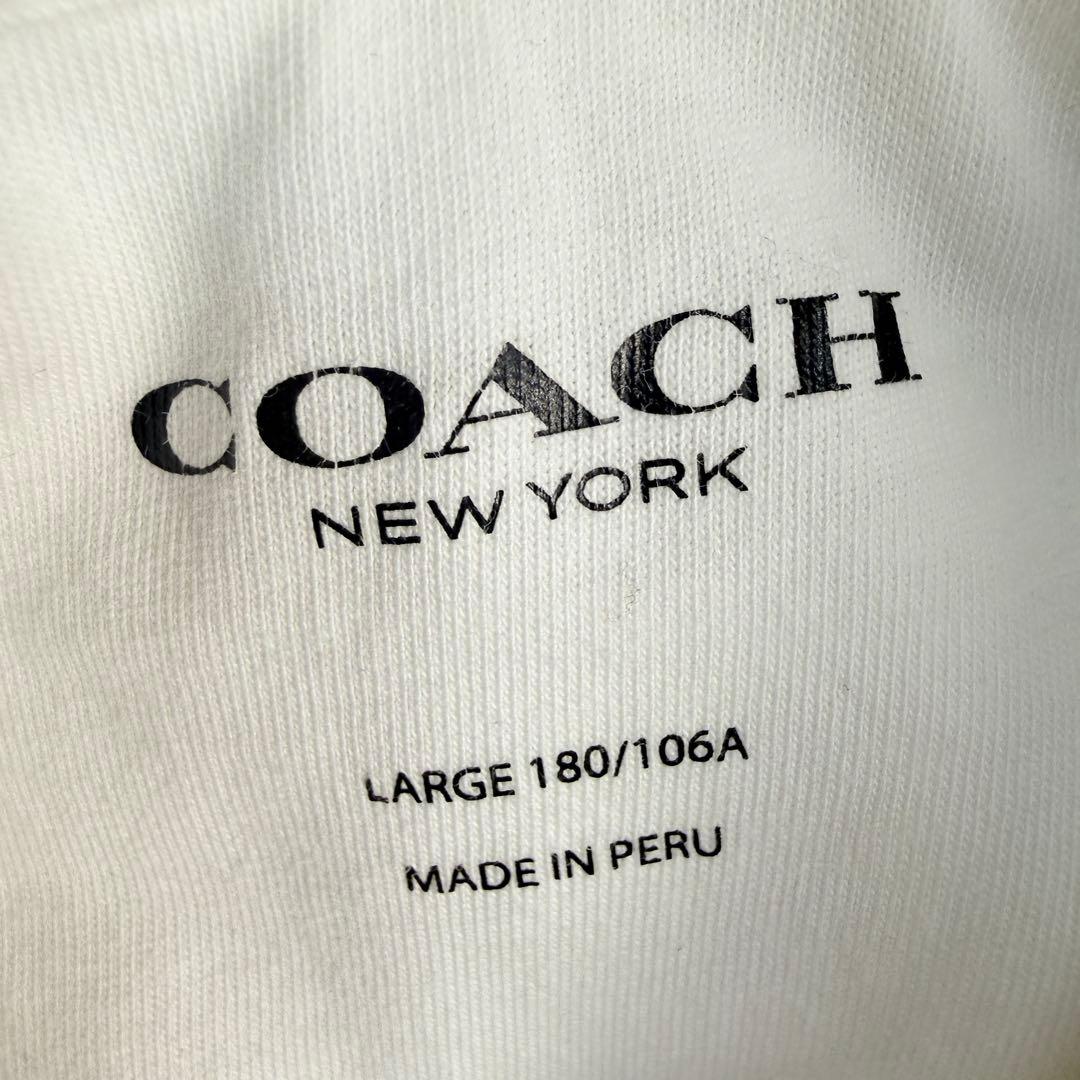 COACH
NEW YORK
LARGE 180/106A
MADE IN PERU